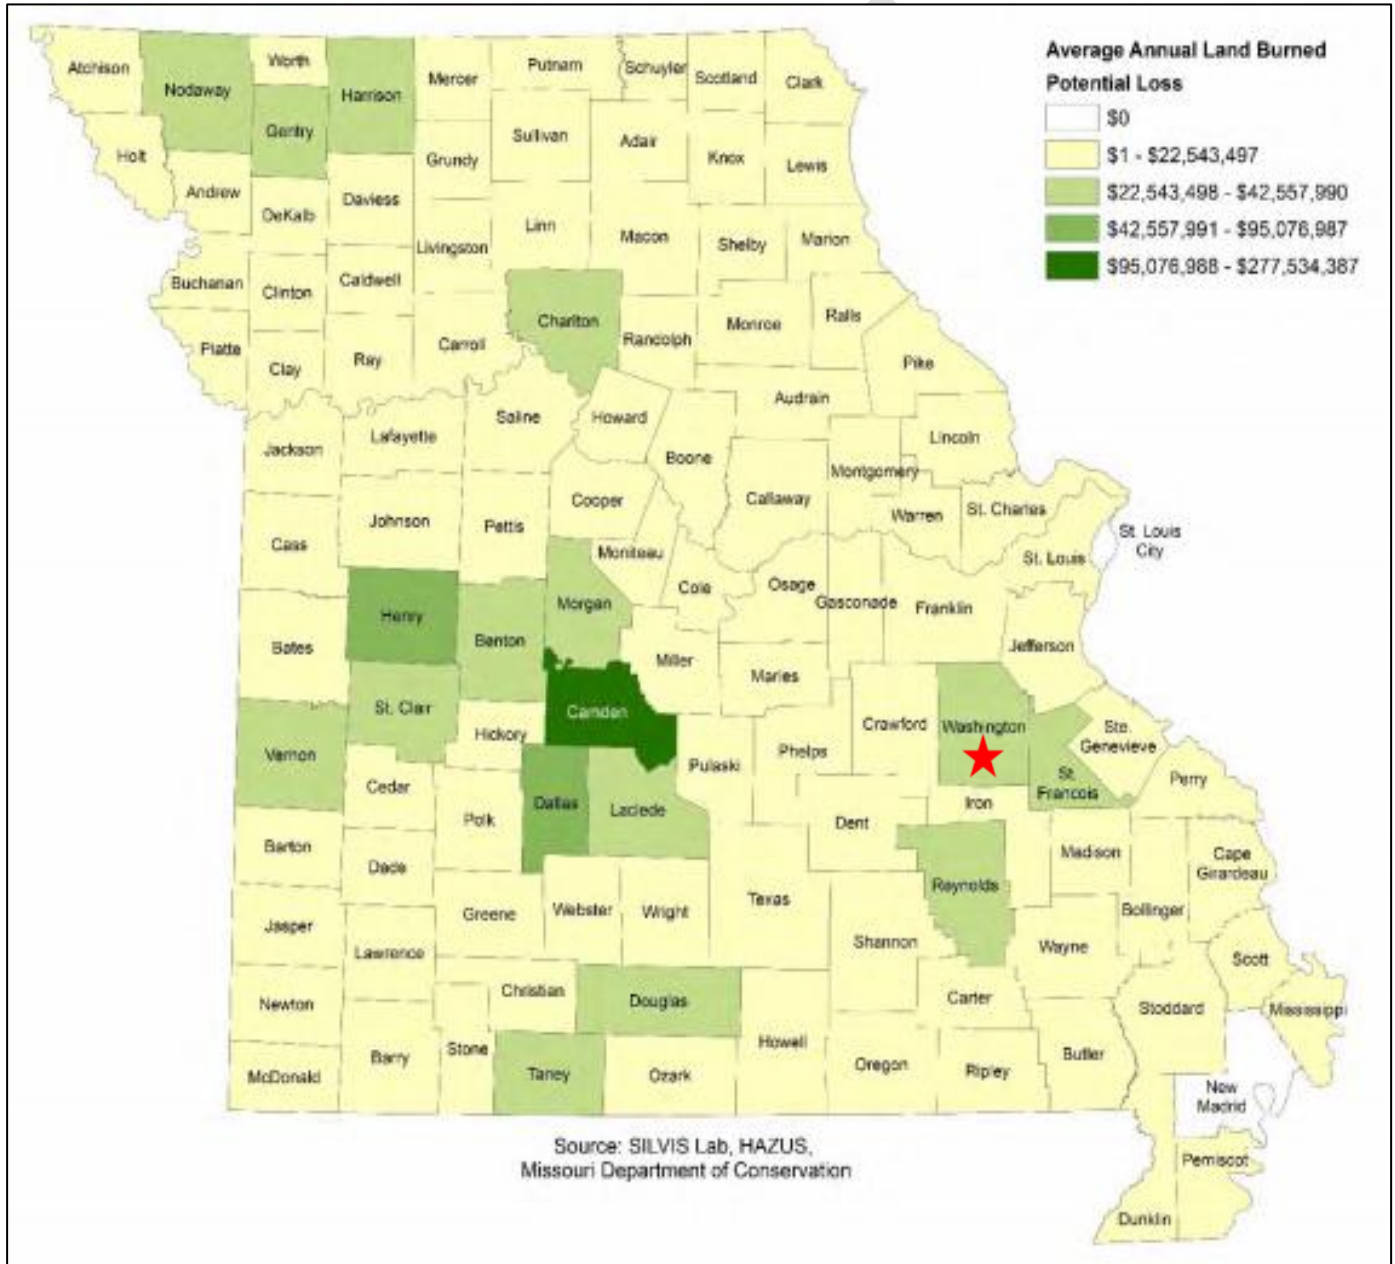 Average Annual Land Burned
Potential Loss
$0
$1 - $22,543,497
$22,543,498 - $42,557,990
$42,557,991 - $95,076,987
$95,076,988 - $277,534,387
Atchison
Nodaway
Worth
Harrison
Mercer
Putnam
Schuyler
Scotland
Clark
Gentry
Holt
Andrew
DeKalb
Daviess
Grundy
Sullivan
Adair
Knox
Lewis
Livingston
Linn
Macon
Shelby
Marion
Buchanan
Clinton
Caldwell
Platte
Clay
Ray
Carroll
Chariton
Randolph
Monroe
Ralls
Pike
Audrain
Jackson
Lafayette
Saline
Howard
Boone
Lincoln
Montgomery
Callaway
Cooper
Warren
St. Charles
Cass
Johnson
Pettis
Moniteau
Cole
Osage
Gasconade
Franklin
St. Louis
St. Louis
City
Henry
Benton
Morgan
Bates
Miller
Maries
Jefferson
St. Clair
Hickory
Camden
Crawford
Washington
Ste.
Genevieve
Vernon
Cedar
Polk
Dallas
Laclede
Pulaski
Phelps
Dent
Iron
St.
Francois
Perry
Barton
Dade
Greene
Webster
Wright
Texas
Reynolds
Madison
Cape
Girardeau
Bollinger
Jasper
Lawrence
Shannon
Wayne
Scott
Newton
Christian
Douglas
Carter
Stoddard
Mississippi
McDonald
Barry
Stone
Taney
Ozark
Howell
Oregon
Ripley
Butler
New
Madrid
Pemiscot
Dunklin
Source: SILVIS Lab, HAZUS,
Missouri Department of Conservation